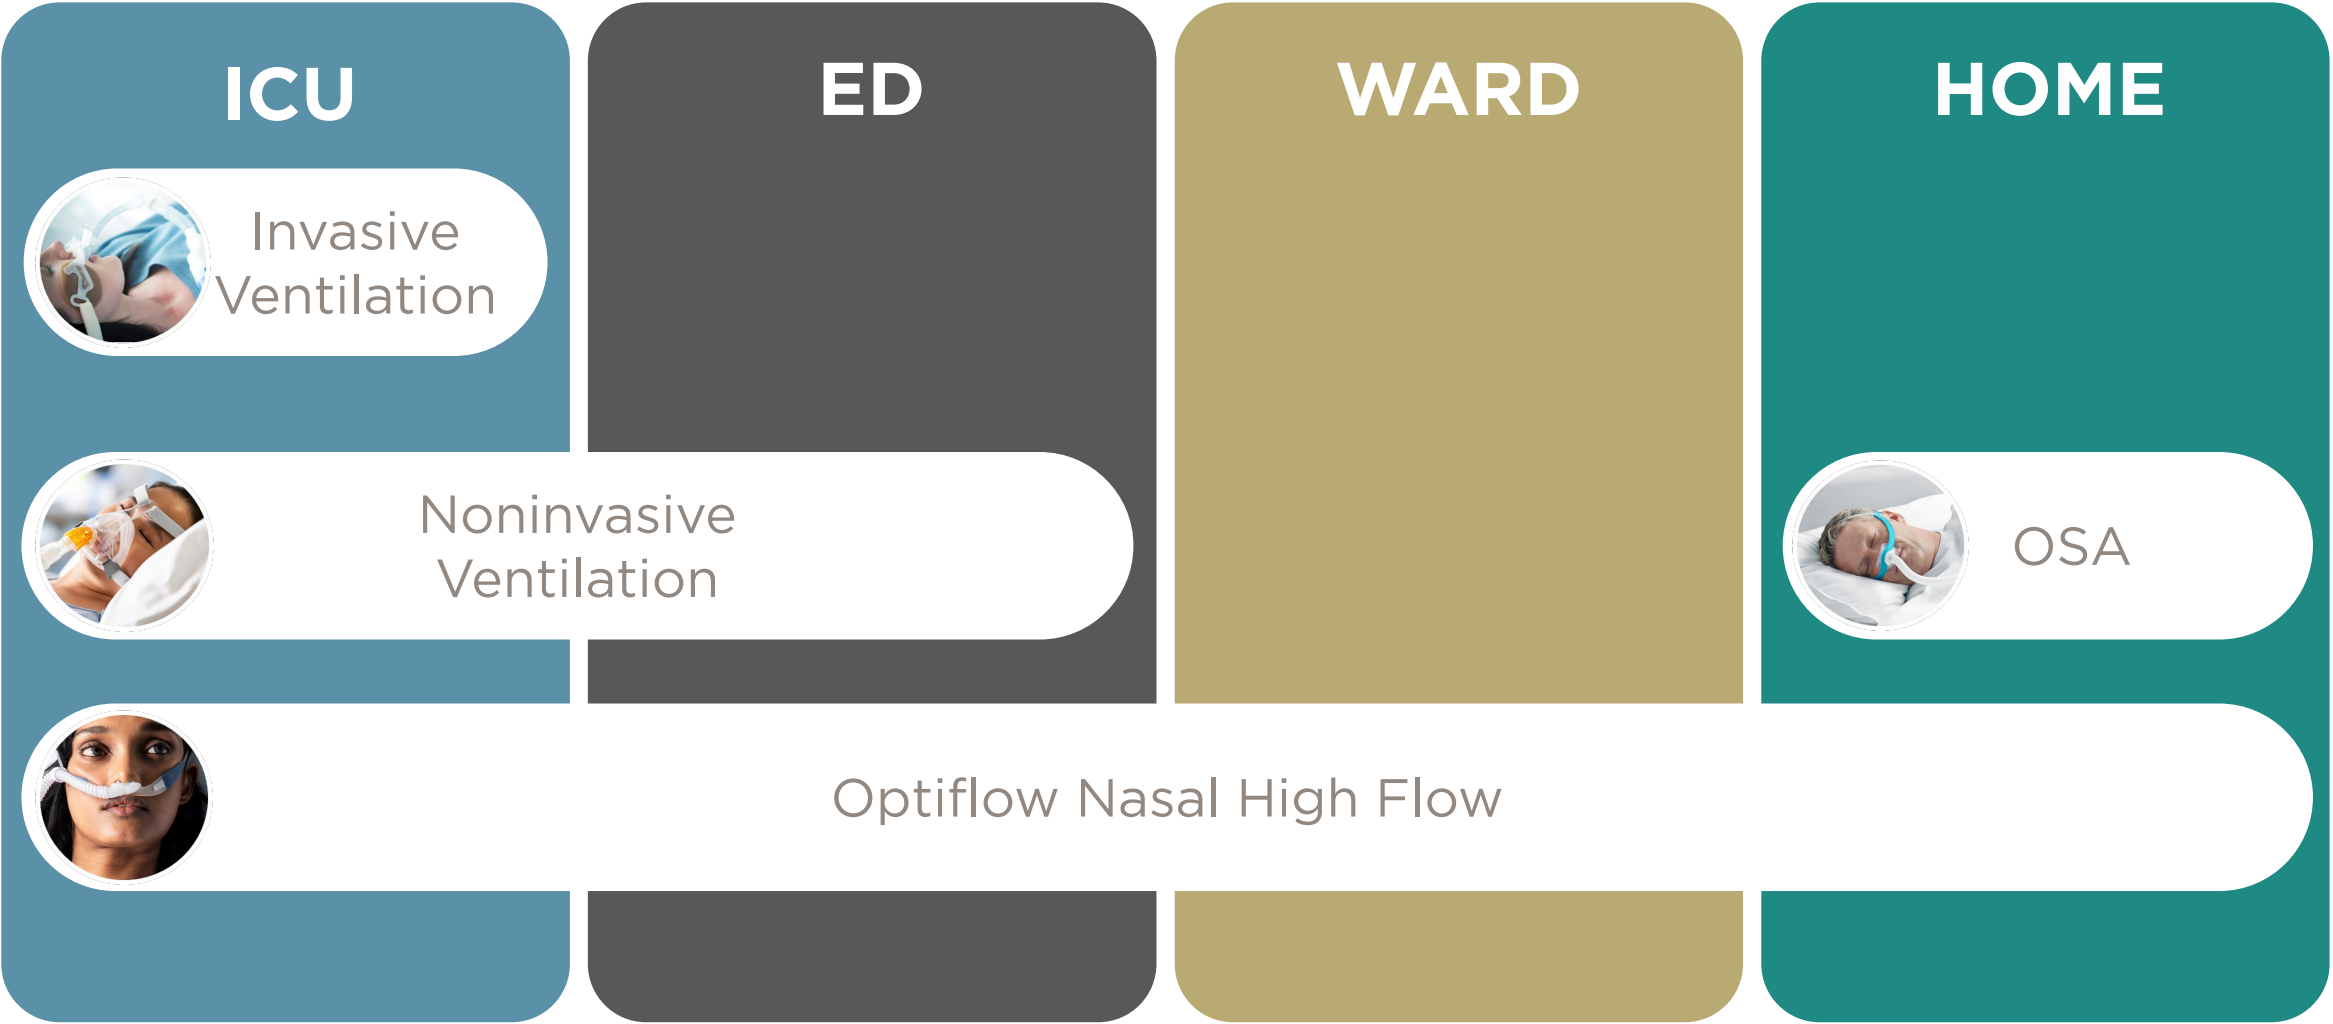 ICU
ED
WARD
HOME
Invasive
Ventilation
Noninvasive
Ventilation
OSA
Optiflow Nasal High Flow